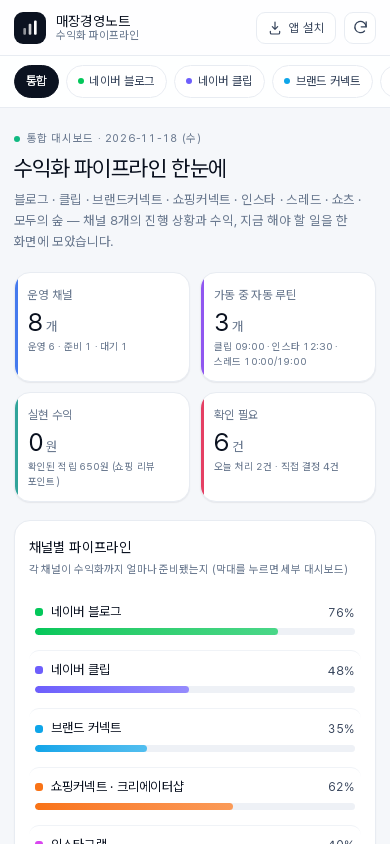 매장경영노트
수익화 파이프라인
앱 설치
통합
네이버 블로그
네이버 클립
브랜드 커넥트
통합 대시보드 · 2026-11-18 (수)
수익화 파이프라인 한눈에
블로그 · 클립 · 브랜드커넥트 · 쇼핑커넥트 · 인스타 · 스레드 · 쇼츠 ·
모두의 숲 — 채널 8개의 진행 상황과 수익, 지금 해야 할 일을 한
화면에 모았습니다.
운영 채널
8 개
운영 6 · 준비 1 · 대기 1
가동 중 자동 루틴
3 개
클립 09:00 · 인스타 12:30 ·
스레드 10:00/19:00
실현 수익
0 원
확인된 적립 650원 (쇼핑 리뷰
포인트)
확인 필요
6 건
오늘 처리 2건 · 직접 결정 4건
채널별 파이프라인
각 채널이 수익화까지 얼마나 준비됐는지 (막대를 누르면 세부 대시보드)
네이버 블로그 76%
네이버 클립 48%
브랜드 커넥트 35%
쇼핑커넥트 · 크리에이터샵 62%
인스타그램 40%